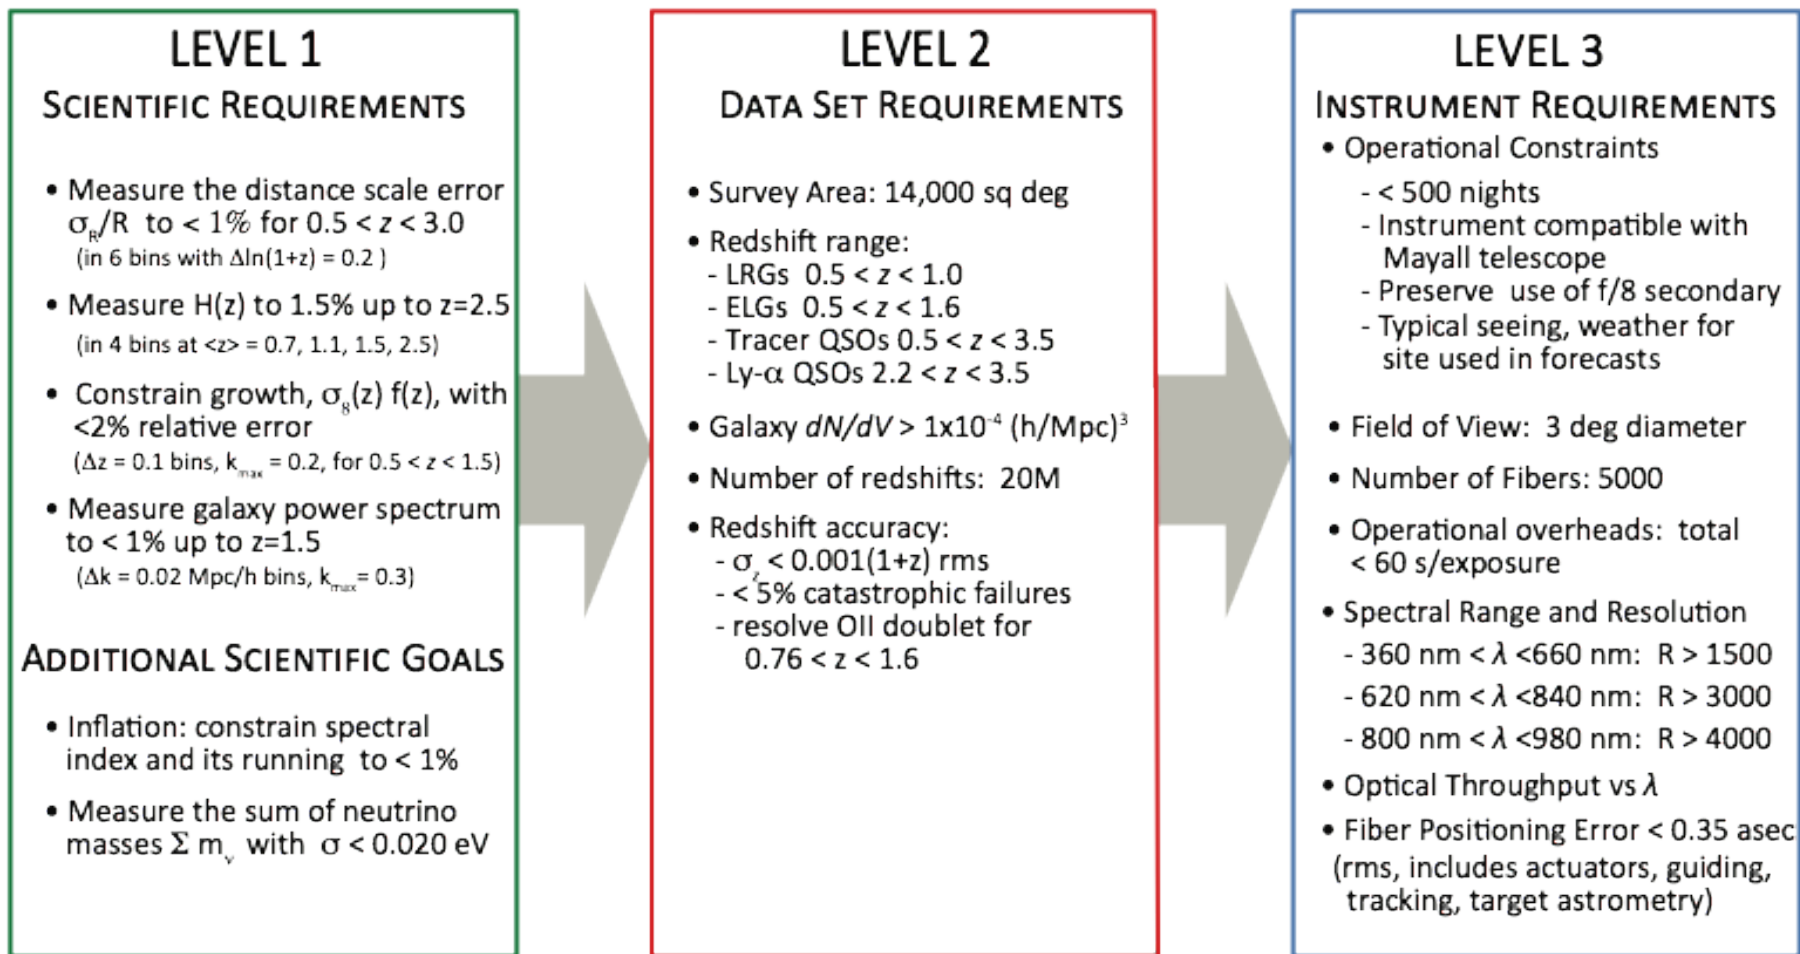 LEVEL 1
SCIENTIFIC REQUIREMENTS
• Measure the distance scale error
σR/R to < 1% for 0.5 < z < 3.0
(in 6 bins with Δln(1+z) = 0.2 )
• Measure H(z) to 1.5% up to z=2.5
(in 4 bins at <z> = 0.7, 1.1, 1.5, 2.5)
• Constrain growth, σ8(z) f(z), with
<2% relative error
(Δz = 0.1 bins, kmax = 0.2, for 0.5 < z < 1.5)
• Measure galaxy power spectrum
to < 1% up to z=1.5
(Δk = 0.02 Mpc/h bins, kmax = 0.3)
ADDITIONAL SCIENTIFIC GOALS
• Inflation: constrain spectral
index and its running to < 1%
• Measure the sum of neutrino
masses Σ mν with σ < 0.020 eV
LEVEL 2
DATA SET REQUIREMENTS
• Survey Area: 14,000 sq deg
• Redshift range:
- LRGs 0.5 < z < 1.0
- ELGs 0.5 < z < 1.6
- Tracer QSOs 0.5 < z < 3.5
- Ly-α QSOs 2.2 < z < 3.5
• Galaxy dN/dV > 1x10⁻⁴ (h/Mpc)³
• Number of redshifts: 20M
• Redshift accuracy:
- σz < 0.001(1+z) rms
- < 5% catastrophic failures
- resolve OII doublet for
0.76 < z < 1.6
LEVEL 3
INSTRUMENT REQUIREMENTS
• Operational Constraints
- < 500 nights
- Instrument compatible with
Mayall telescope
- Preserve use of f/8 secondary
- Typical seeing, weather for
site used in forecasts
• Field of View: 3 deg diameter
• Number of Fibers: 5000
• Operational overheads: total
< 60 s/exposure
• Spectral Range and Resolution
- 360 nm < λ <660 nm: R > 1500
- 620 nm < λ <840 nm: R > 3000
- 800 nm < λ <980 nm: R > 4000
• Optical Throughput vs λ
• Fiber Positioning Error < 0.35 asec
(rms, includes actuators, guiding,
tracking, target astrometry)